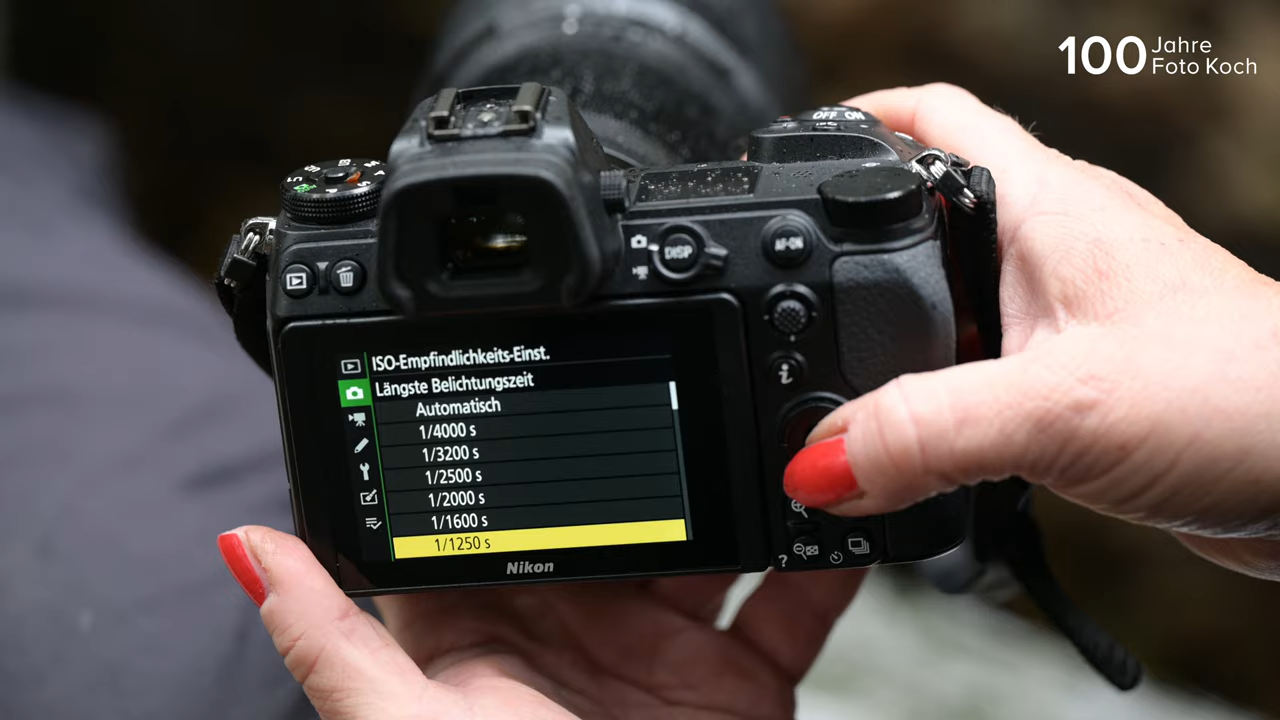 100 Jahre
Foto Koch
OFF ON
DISP
AF-ON
i
ISO-Empfindlichkeits-Einst.
Längste Belichtungszeit
Automatisch
1/4000 s
1/3200 s
1/2500 s
1/2000 s
1/1600 s
1/1250 s
?
Nikon